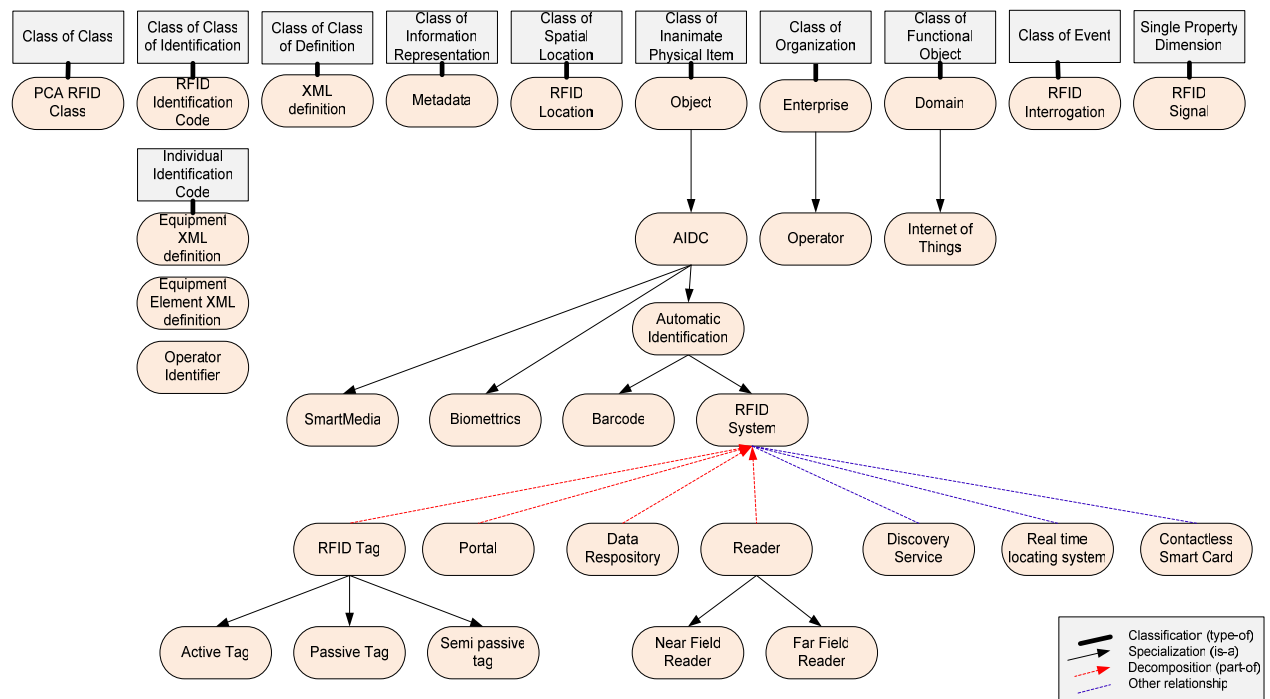 Class of Class
Class of Class
of Identification
Class of Class
of Definition
Class of
Information
Representation
Class of
Spatial
Location
Class of
Inanimate
Physical Item
Class of
Organization
Class of
Functional
Object
Class of Event
Single Property
Dimension
PCA RFID
Class
RFID
Identification
Code
XML
definition
Metadata
RFID
Location
Object
Enterprise
Domain
RFID
Interrogation
RFID
Signal
Individual
Identification
Code
Equipment
XML
definition
AIDC
Operator
Internet of
Things
Equipment
Element XML
definition
Automatic
Identification
Operator
Identifier
SmartMedia
Biomettrics
Barcode
RFID
System
RFID Tag
Portal
Data
Respository
Reader
Discovery
Service
Real time
locating system
Contactless
Smart Card
Active Tag
Passive Tag
Semi passive
tag
Near Field
Reader
Far Field
Reader
Classification (type-of)
Specialization (is-a)
Decomposition (part-of)
Other relationship